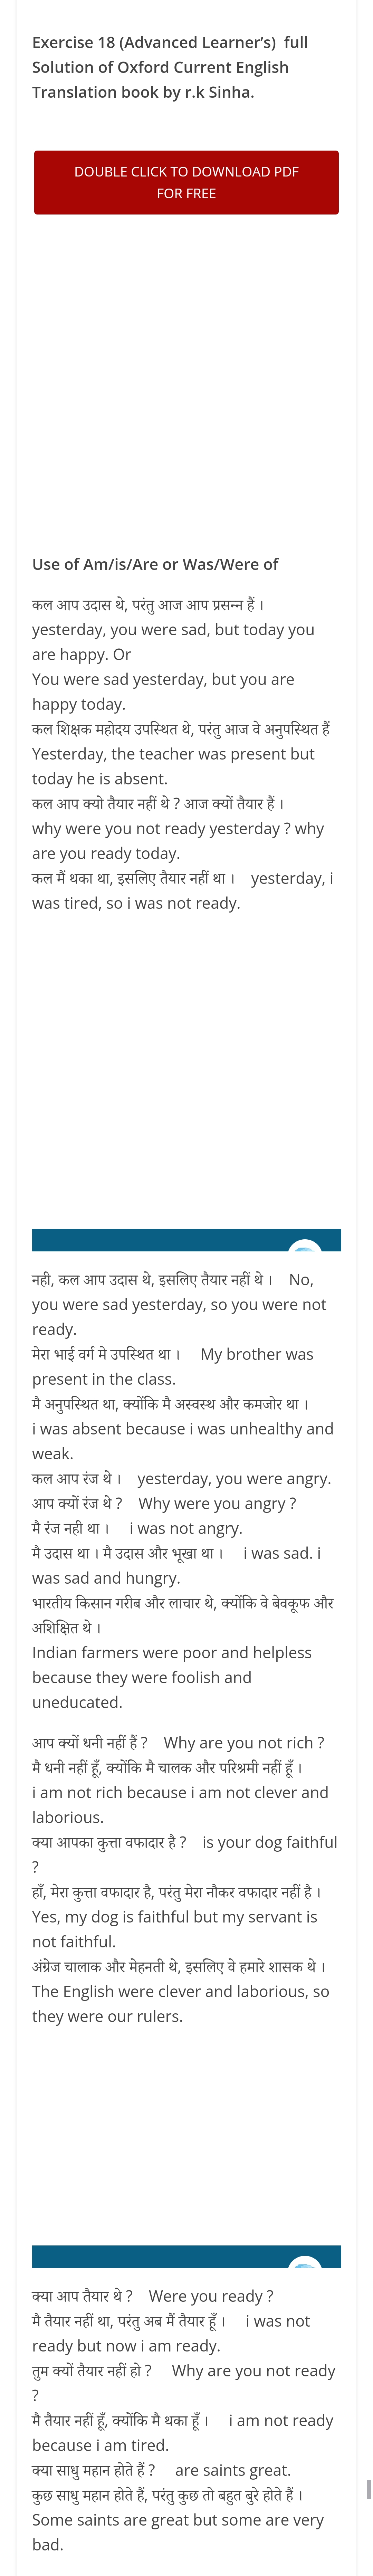 Exercise 18 (Advanced Learner’s)  full
Solution of Oxford Current English
Translation book by r.k Sinha.
DOUBLE CLICK TO DOWNLOAD PDF
FOR FREE
Use of Am/is/Are or Was/Were of
कल आप उदास थे, परंतु आज आप प्रसन्न हैं ।
yesterday, you were sad, but today you
are happy. Or
You were sad yesterday, but you are
happy today.
कल शिक्षक महोदय उपस्थित थे, परंतु आज वे अनुपस्थित हैं
Yesterday, the teacher was present but
today he is absent.
कल आप क्यो तैयार नहीं थे ? आज क्यों तैयार हैं ।
why were you not ready yesterday ? why
are you ready today.
कल मैं थका था, इसलिए तैयार नहीं था ।    yesterday, i
was tired, so i was not ready.
नही, कल आप उदास थे, इसलिए तैयार नहीं थे ।    No,
you were sad yesterday, so you were not
ready.
मेरा भाई वर्ग मे उपस्थित था ।     My brother was
present in the class.
मै अनुपस्थित था, क्योंकि मै अस्वस्थ और कमजोर था ।
i was absent because i was unhealthy and
weak.
कल आप रंज थे ।    yesterday, you were angry.
आप क्यों रंज थे ?    Why were you angry ?
मै रंज नही था ।     i was not angry.
मै उदास था । मै उदास और भूखा था ।     i was sad. i
was sad and hungry.
भारतीय किसान गरीब और लाचार थे, क्योंकि वे बेवकूफ और
अशिक्षित थे ।
Indian farmers were poor and helpless
because they were foolish and
uneducated.
आप क्यों धनी नहीं हैं ?    Why are you not rich ?
मै धनी नहीं हूँ, क्योंकि मै चालक और परिश्रमी नहीं हूँ ।
i am not rich because i am not clever and
laborious.
क्या आपका कुत्ता वफादार है ?    is your dog faithful
?
हाँ, मेरा कुत्ता वफादार है, परंतु मेरा नौकर वफादार नहीं है ।
Yes, my dog is faithful but my servant is
not faithful.
अंग्रेज चालाक और मेहनती थे, इसलिए वे हमारे शासक थे ।
The English were clever and laborious, so
they were our rulers.
क्या आप तैयार थे ?    Were you ready ?
मै तैयार नहीं था, परंतु अब मैं तैयार हूँ ।     i was not
ready but now i am ready.
तुम क्यों तैयार नहीं हो ?     Why are you not ready
?
मै तैयार नहीं हूँ, क्योंकि मै थका हूँ ।     i am not ready
because i am tired.
क्या साधु महान होते हैं ?     are saints great.
कुछ साधु महान होते हैं, परंतु कुछ तो बहुत बुरे होते हैं ।
Some saints are great but some are very
bad.